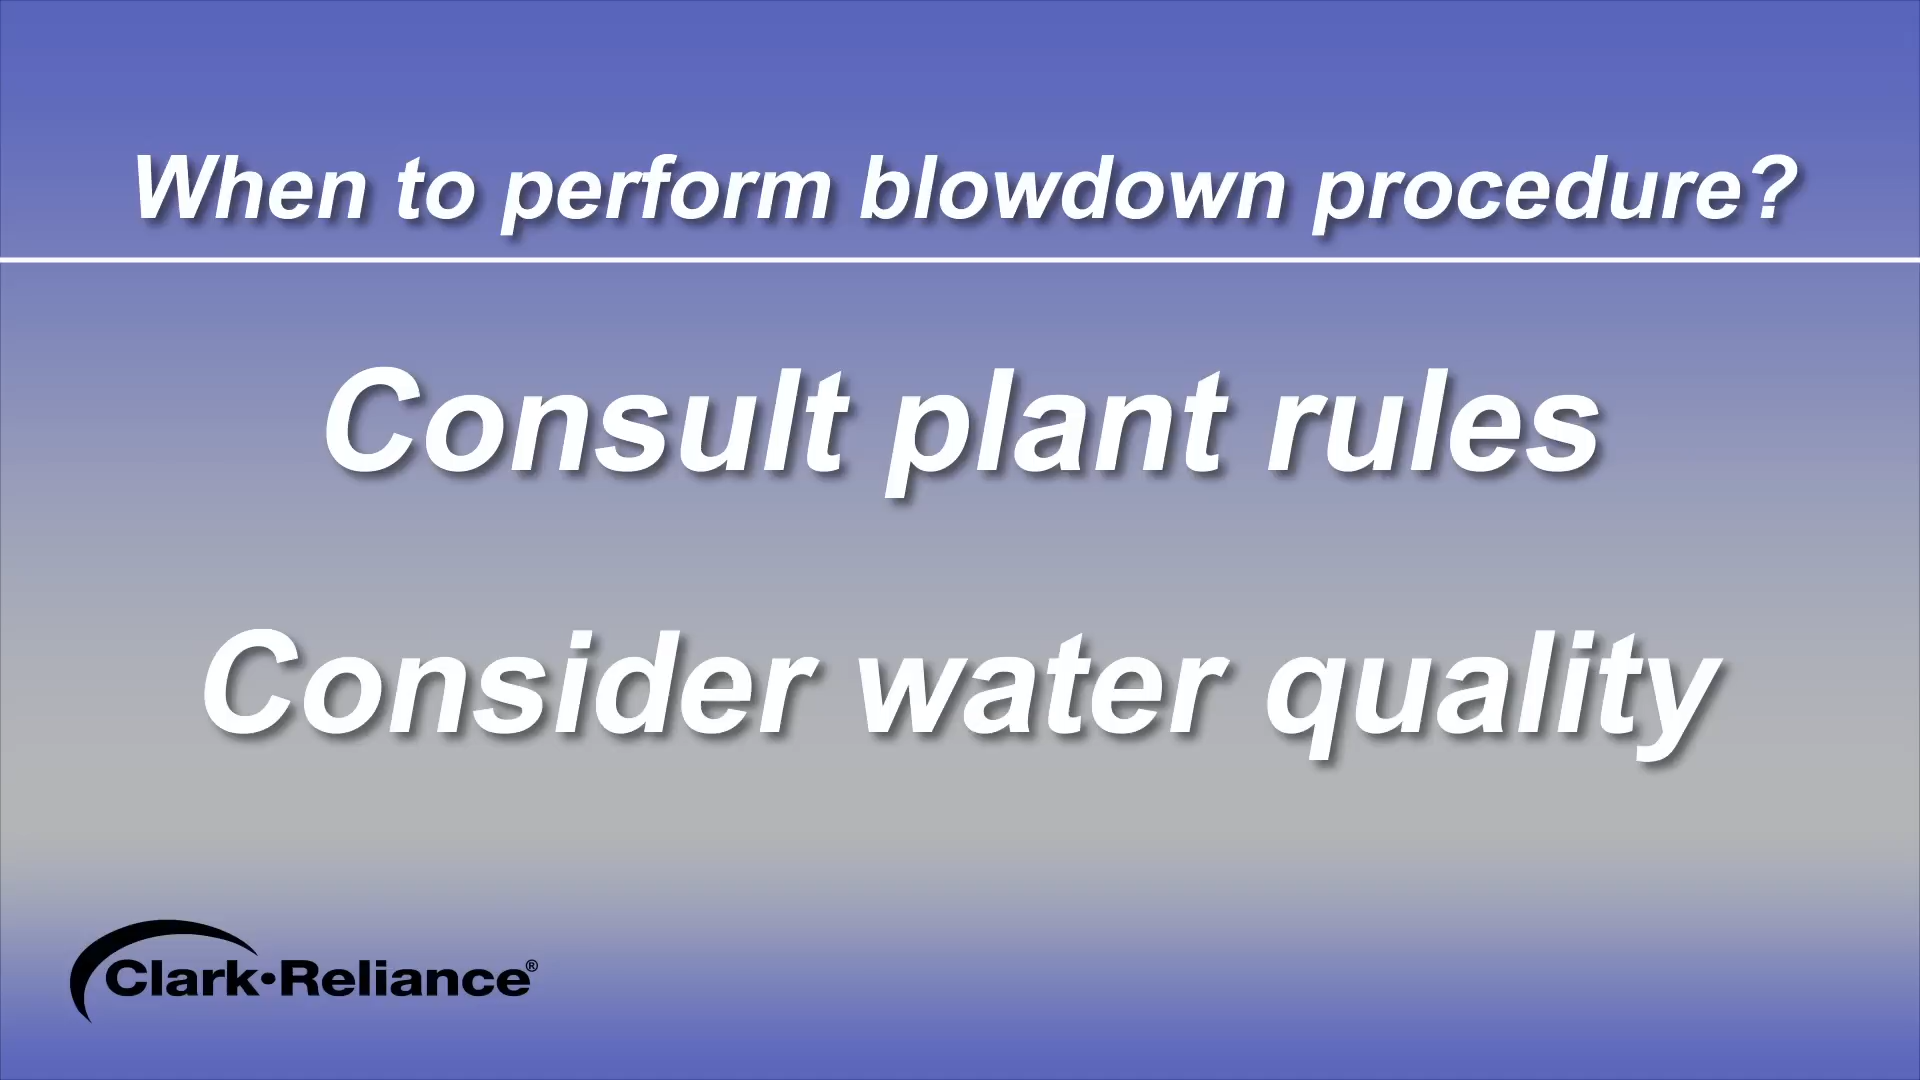 When to perform blowdown procedure?
Consult plant rules
Consider water quality
Clark·Reliance®